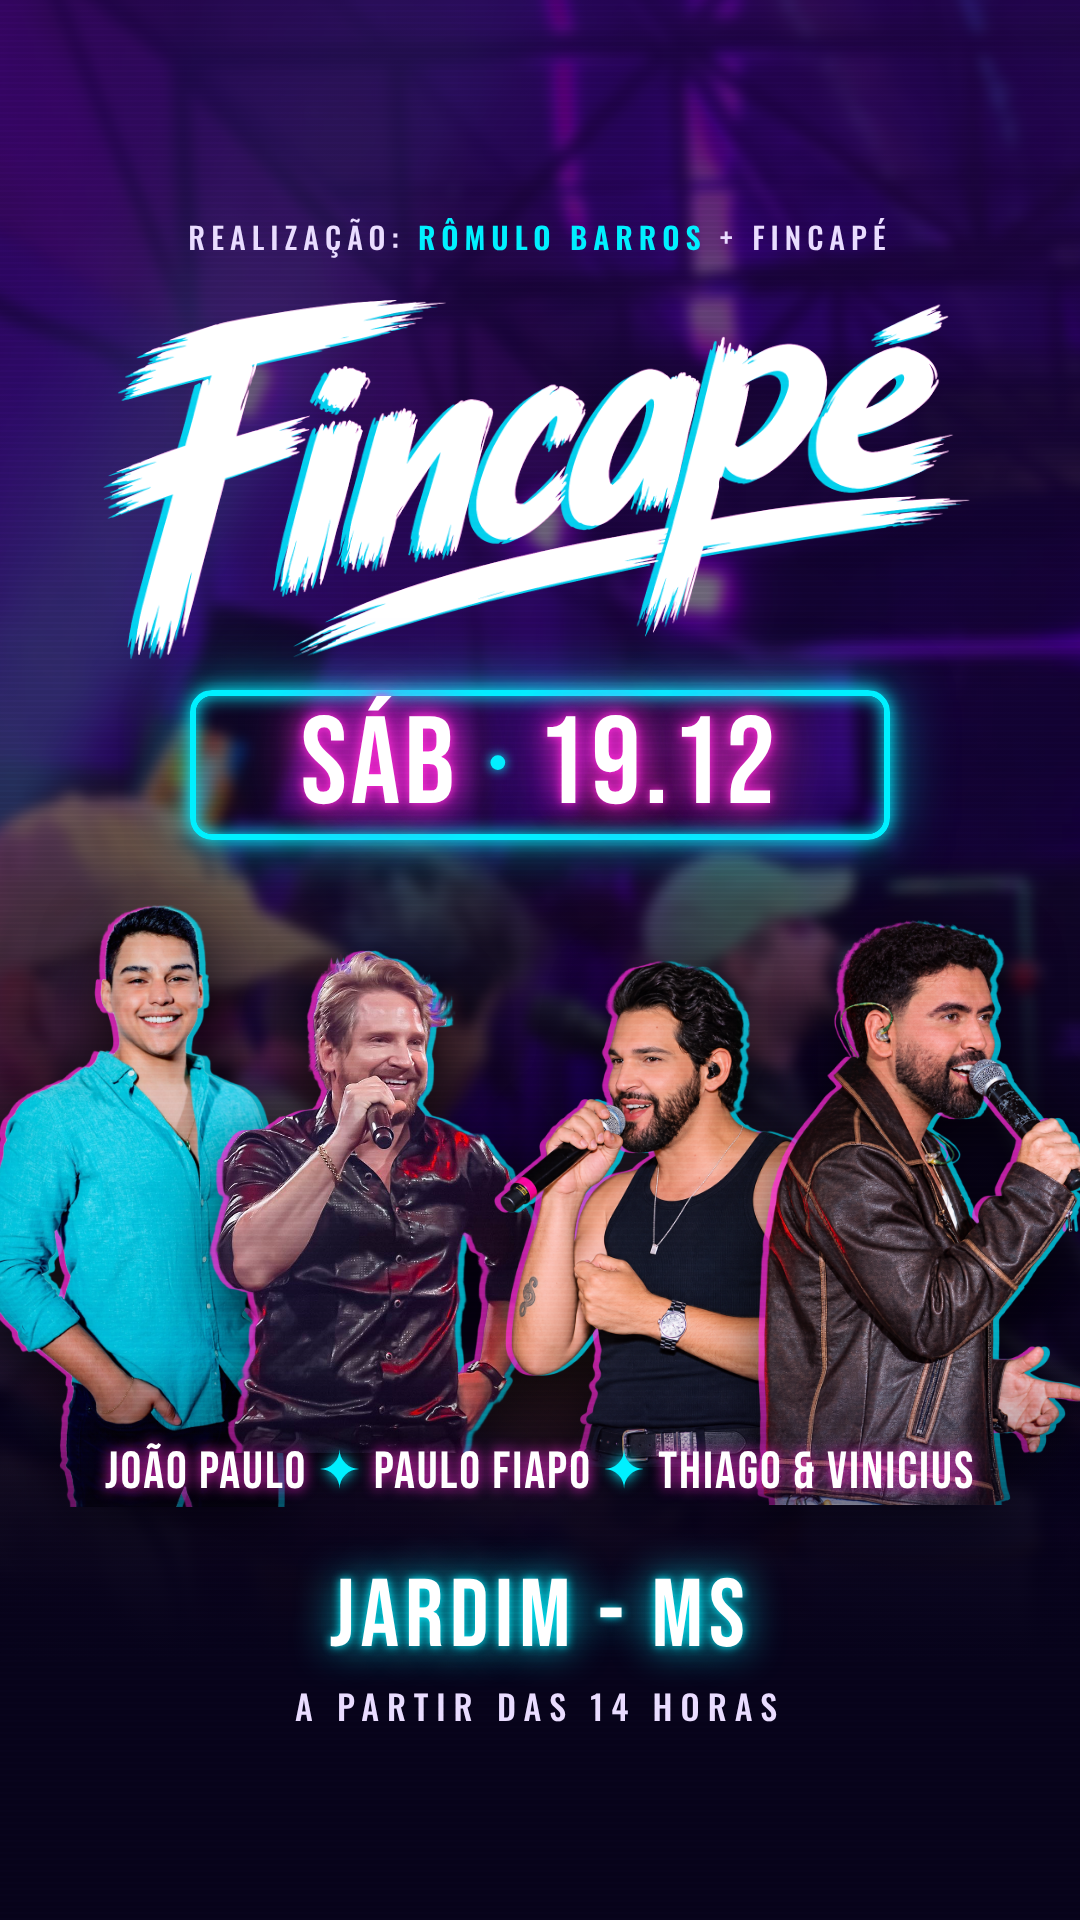 REALIZAÇÃO: RÔMULO BARROS + FINCAPÉ
Fincapé
SÁB · 19.12
JOÃO PAULO ✦ PAULO FIAPO ✦ THIAGO & VINICIUS
JARDIM - MS
A PARTIR DAS 14 HORAS